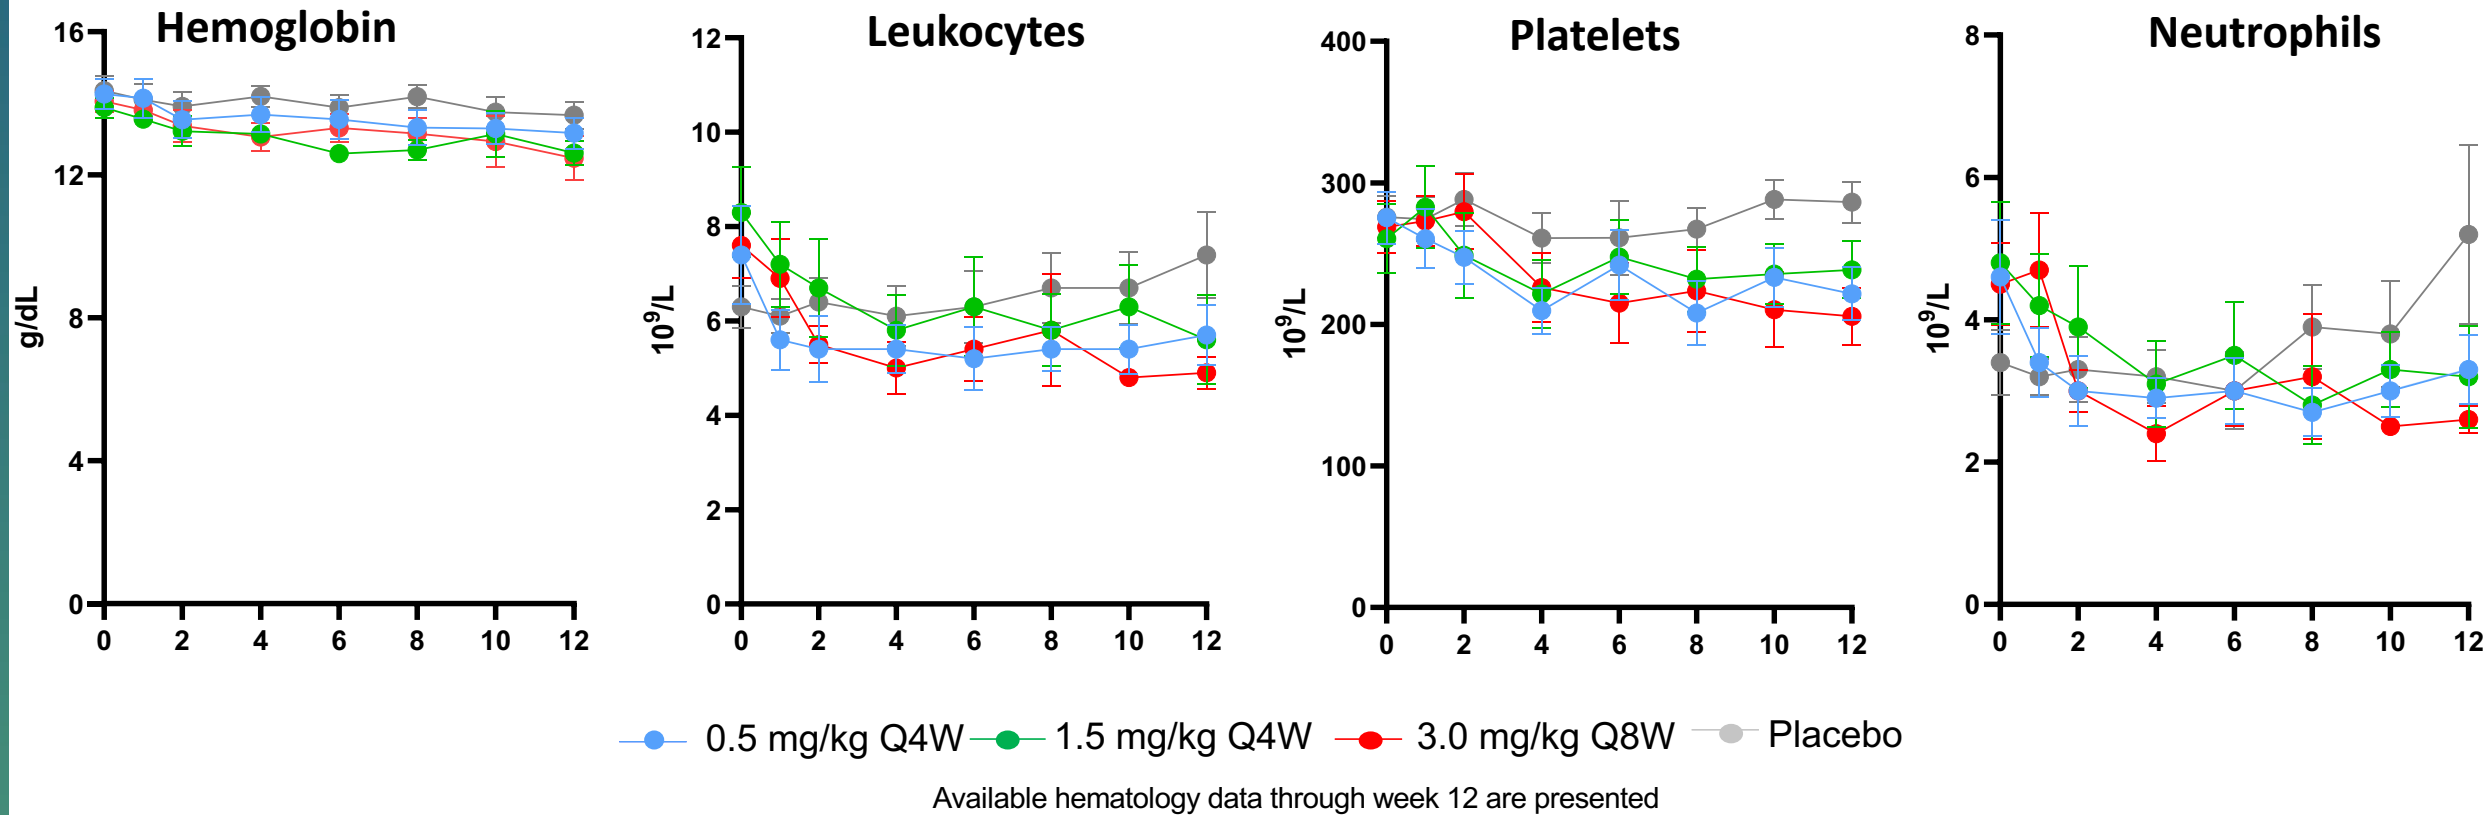 Hemoglobin
16
12
8
4
0
g/dL
0 2 4 6 8 10 12
Leukocytes
12
10
8
6
4
2
0
10⁹/L
0 2 4 6 8 10 12
Platelets
400
300
200
100
0
10⁹/L
0 2 4 6 8 10 12
Neutrophils
8
6
4
2
0
10⁹/L
0 2 4 6 8 10 12
0.5 mg/kg Q4W 1.5 mg/kg Q4W 3.0 mg/kg Q8W Placebo
Available hematology data through week 12 are presented